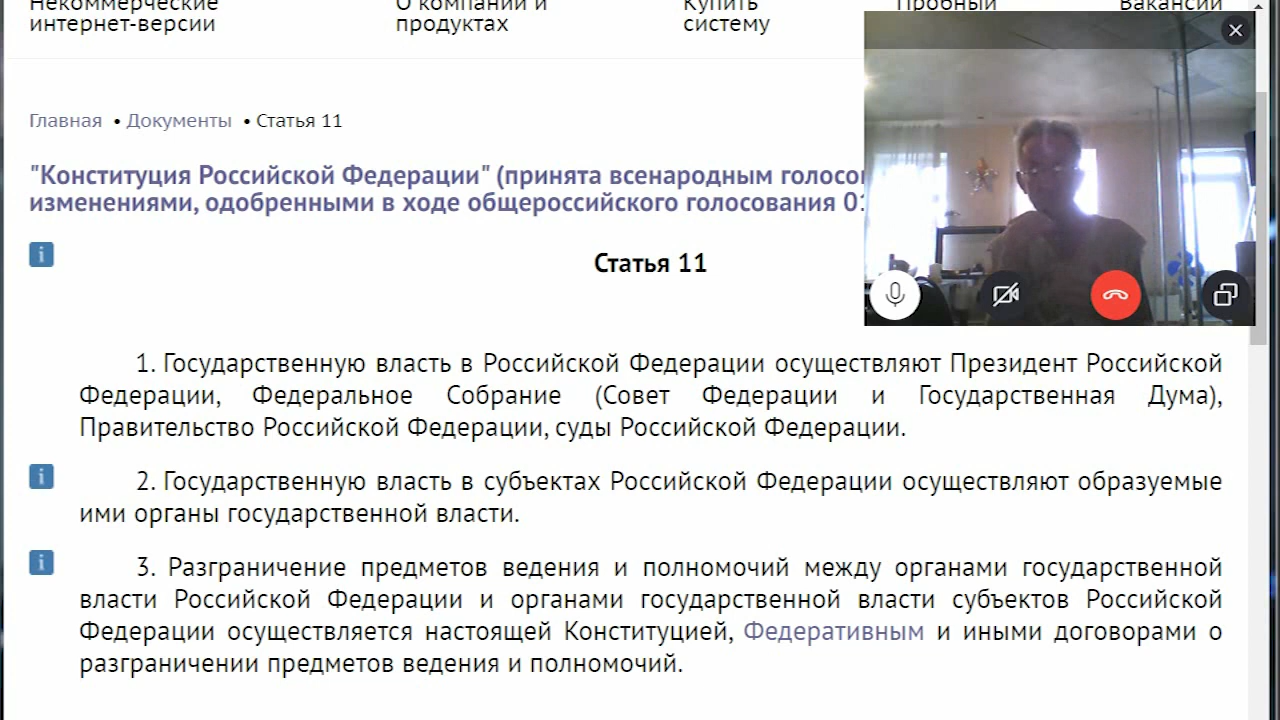 Некоммерческие интернет-версии
О компании и продуктах
Купить систему
Пробный
Вакансии
Главная • Документы • Статья 11
"Конституция Российской Федерации" (принята всенародным
изменениями, одобренными в ходе общероссийского голосования
Статья 11
1. Государственную власть в Российской Федерации осуществляют Президент Российской
Федерации, Федеральное Собрание (Совет Федерации и Государственная Дума),
Правительство Российской Федерации, суды Российской Федерации.
2. Государственную власть в субъектах Российской Федерации осуществляют образуемые
ими органы государственной власти.
3. Разграничение предметов ведения и полномочий между органами государственной
власти Российской Федерации и органами государственной власти субъектов Российской
Федерации осуществляется настоящей Конституцией, Федеративным и иными договорами о
разграничении предметов ведения и полномочий.